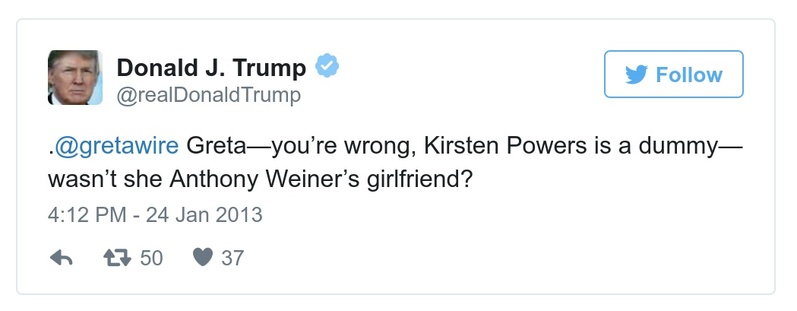 Donald J. Trump
@realDonaldTrump
Follow
.@gretawire Greta—you’re wrong, Kirsten Powers is a dummy—
wasn’t she Anthony Weiner’s girlfriend?
4:12 PM - 24 Jan 2013
50 37